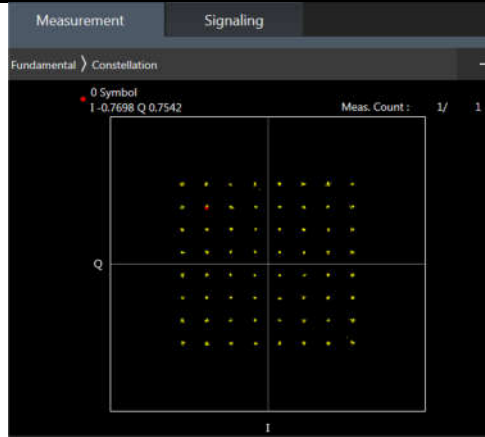 Measurement Signaling
Fundamental ⟩ Constellation
0 Symbol
I -0.7698 Q 0.7542 Meas. Count : 1/ 1
Q
I